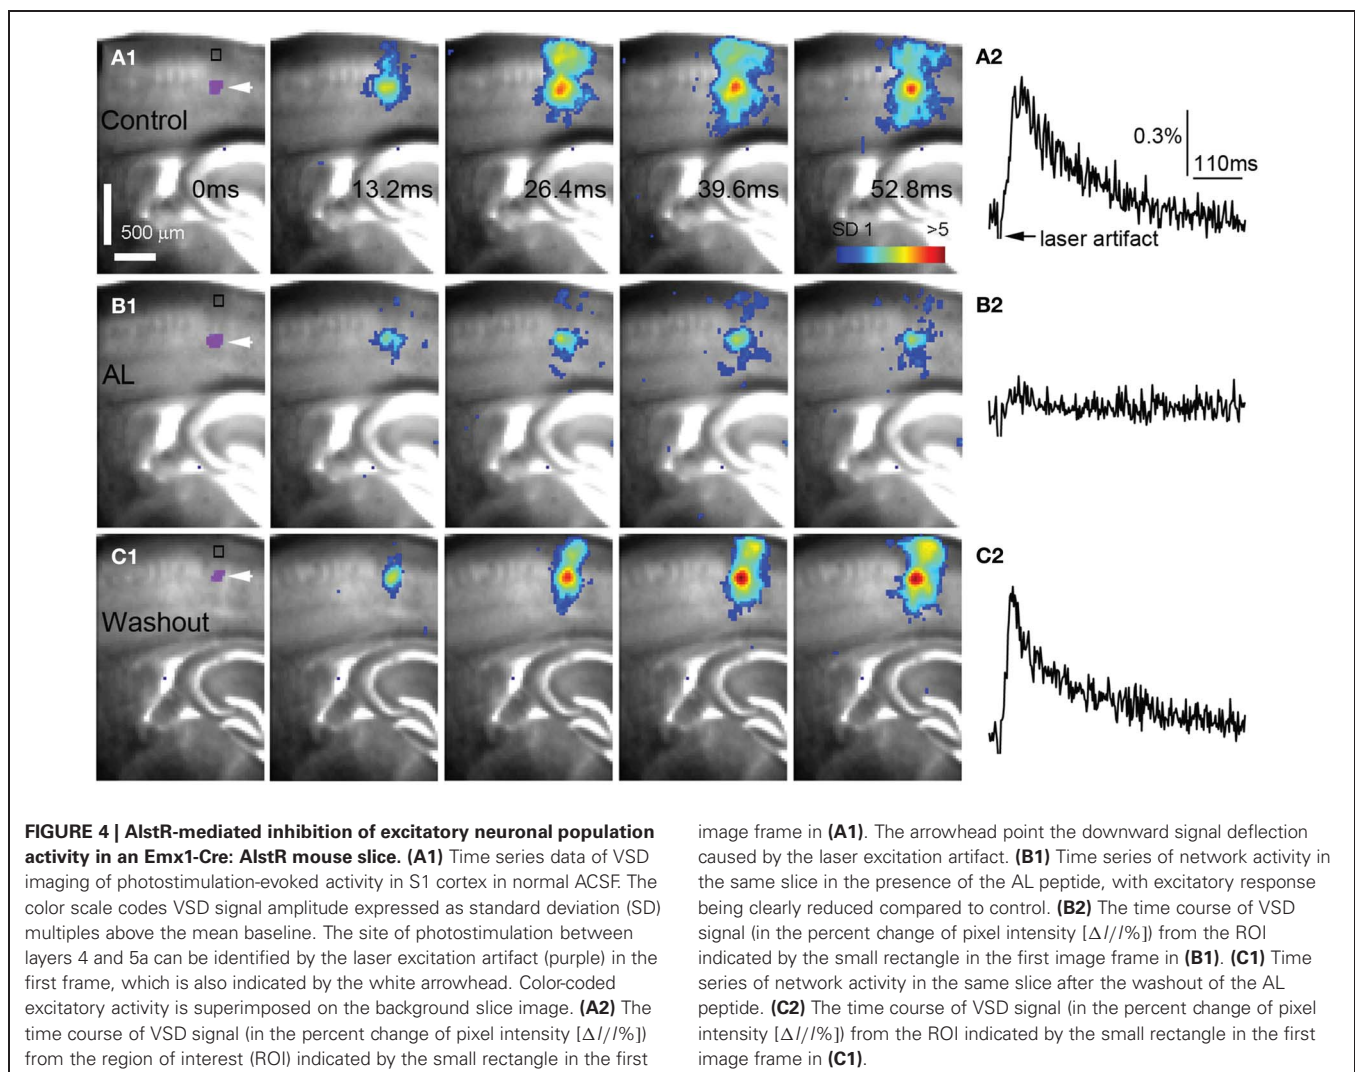 A1
Control
0ms
13.2ms
26.4ms
39.6ms
52.8ms
500 μm
SD 1
>5
A2
0.3%
110ms
laser artifact
B1
AL
B2
C1
Washout
C2
FIGURE 4 | AlstR-mediated inhibition of excitatory neuronal population
activity in an Emx1-Cre: AlstR mouse slice. (A1) Time series data of VSD
imaging of photostimulation-evoked activity in S1 cortex in normal ACSF. The
color scale codes VSD signal amplitude expressed as standard deviation (SD)
multiples above the mean baseline. The site of photostimulation between
layers 4 and 5a can be identified by the laser excitation artifact (purple) in the
first frame, which is also indicated by the white arrowhead. Color-coded
excitatory activity is superimposed on the background slice image. (A2) The
time course of VSD signal (in the percent change of pixel intensity [ΔI/I%])
from the region of interest (ROI) indicated by the small rectangle in the first
image frame in (A1). The arrowhead point the downward signal deflection
caused by the laser excitation artifact. (B1) Time series of network activity in
the same slice in the presence of the AL peptide, with excitatory response
being clearly reduced compared to control. (B2) The time course of VSD
signal (in the percent change of pixel intensity [ΔI/I%]) from the ROI
indicated by the small rectangle in the first image frame in (B1). (C1) Time
series of network activity in the same slice after the washout of the AL
peptide. (C2) The time course of VSD signal (in the percent change of pixel
intensity [ΔI/I%]) from the ROI indicated by the small rectangle in the first
image frame in (C1).